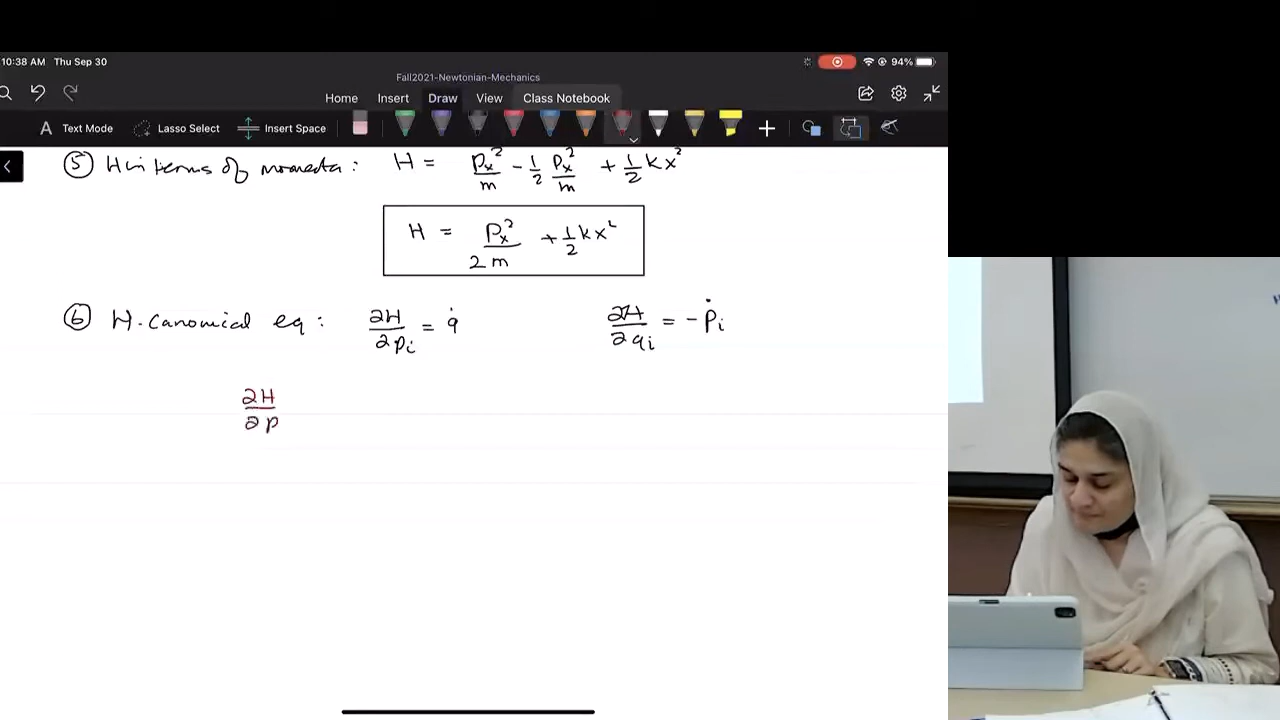 10:38 AM Thu Sep 30
94%
Fall2021-Newtonian-Mechanics
Home Insert Draw View Class Notebook
A Text Mode Lasso Select Insert Space
⑤ H in terms of momenta : H = Pₓ²/m - 1/2 Pₓ²/m + 1/2 kx²
H = Pₓ²/2m + 1/2 kx²
⑥ H. Canonical eq : ∂H/∂pᵢ = q̇ ∂H/∂qᵢ = - ṗᵢ
∂H/∂p